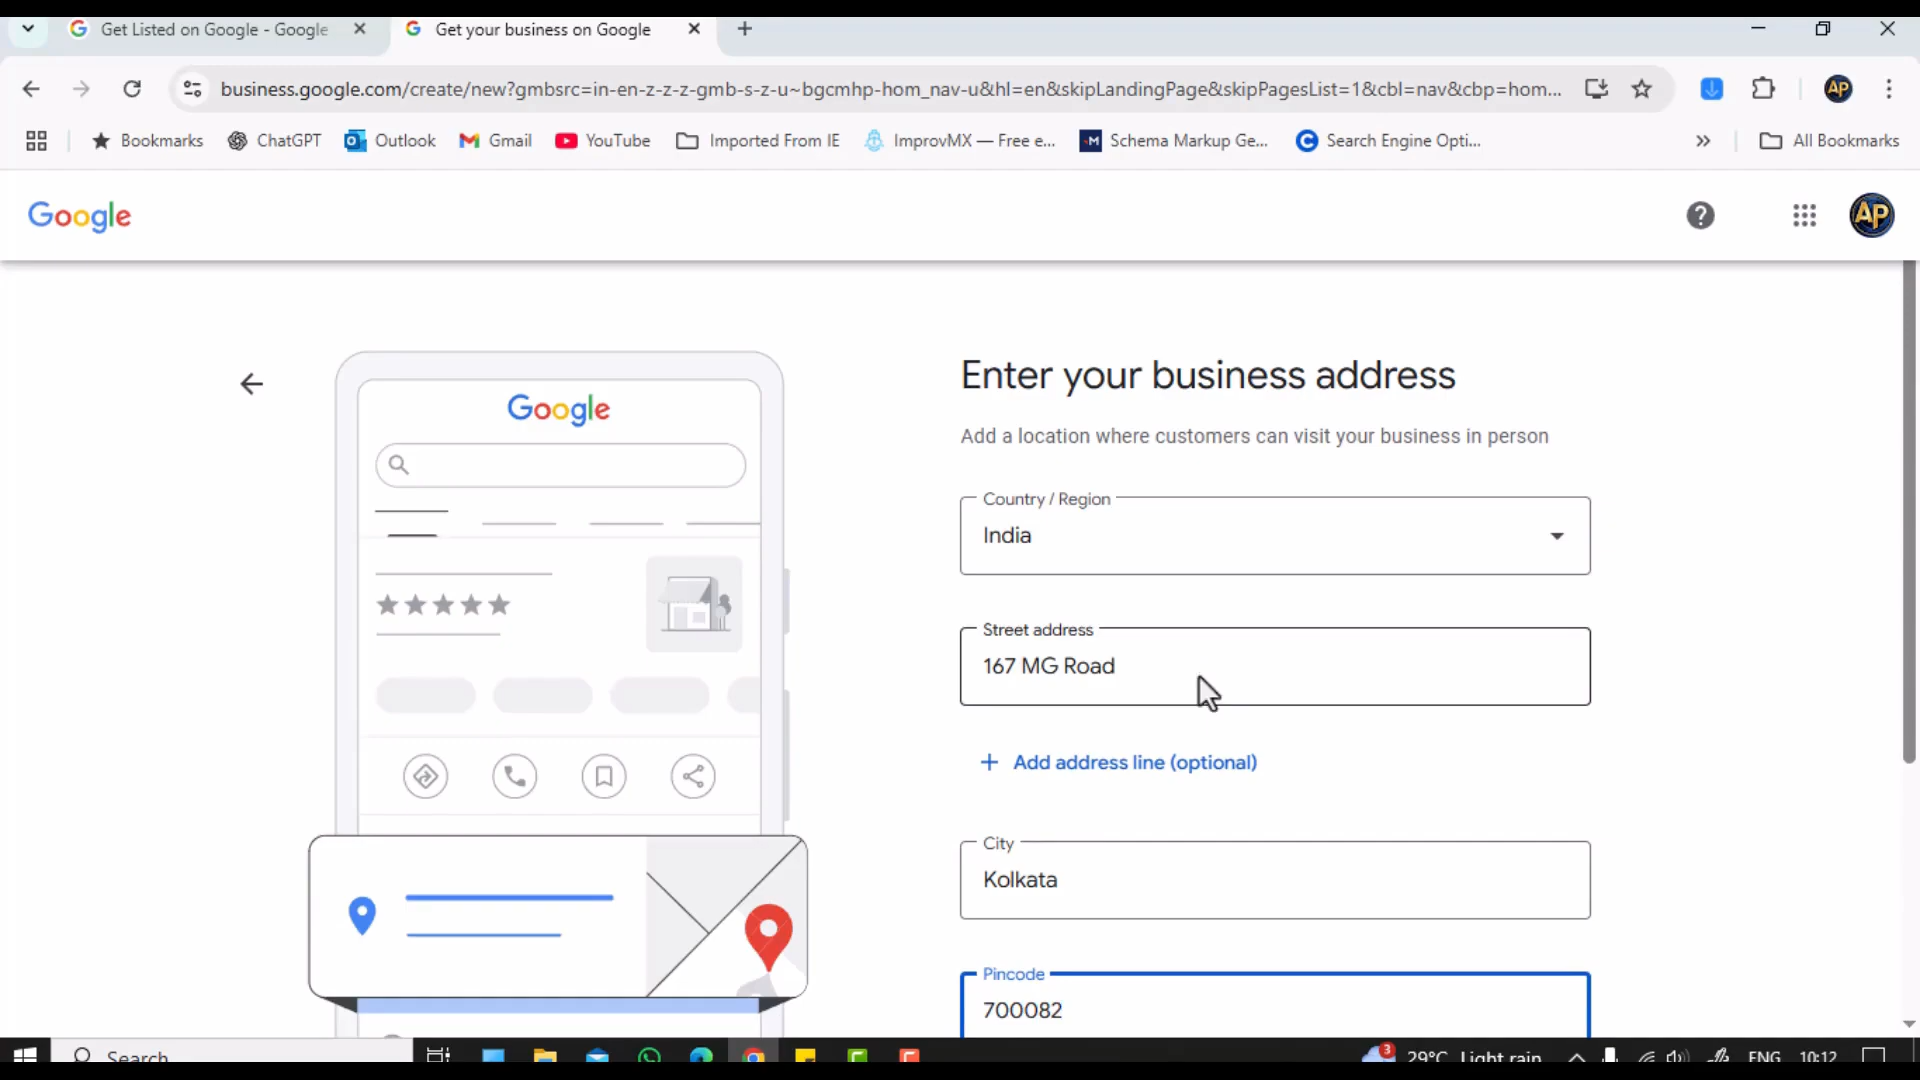 Get Listed on Google - Google
Get your business on Google
business.google.com/create/new?gmbsrc=in-en-z-z-z-gmb-s-z-u~bgcmhp-hom_nav-u&hl=en&skipLandingPage&skipPagesList=1&cbl=nav&cbp=hom...
AP
Bookmarks
ChatGPT
Outlook
Gmail
YouTube
Imported From IE
ImprovMX — Free e...
Schema Markup Ge...
Search Engine Opti...
All Bookmarks
Google
AP
Google
Enter your business address
Add a location where customers can visit your business in person
Country / Region
India
Street address
167 MG Road
+ Add address line (optional)
City
Kolkata
Pincode
700082
Search
3
29°C Light rain
ENG
10:12